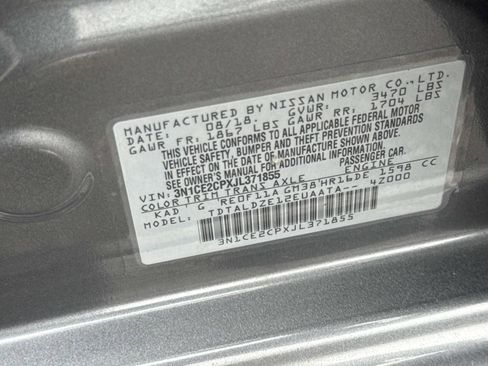 MANUFACTURED BY NISSAN MOTOR CO., LTD.
DATE: 08/18. GVWR: 3470 LBS
GAWR FR: 1867 LBS GAWR RR: 1704 LBS
THIS VEHICLE CONFORMS TO ALL APPLICABLE FEDERAL MOTOR
VEHICLE SAFETY, BUMPER AND THEFT PREVENTION STANDARDS
IN EFFECT ON THE DATE OF MANUFACTURE SHOWN ABOVE.
SEE OWNER'S MANUAL FOR ADDITIONAL INFORMATION.
VIN: 3N1CE2CPXJL371855 PASSENGER CAR.
COLOR TRIM TRANS AXLE ENGINE
KAD G RE0F11A GM38 HR16DE 1598 CC
MODEL: TDTALDZE12EUAATA-- 4Z000
3N1CE2CPXJL371855